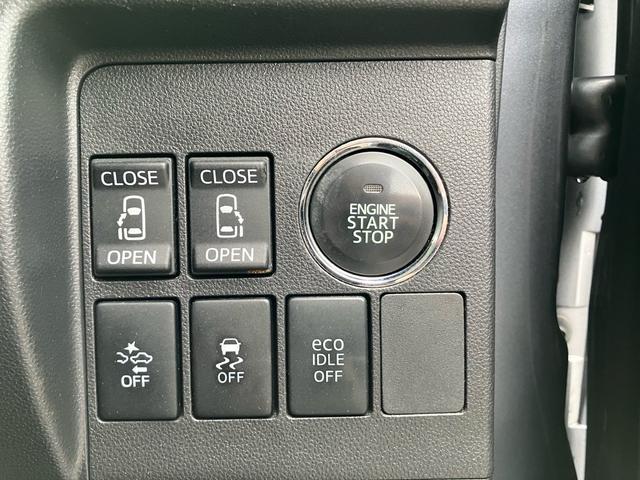 CLOSE
OPEN
CLOSE
OPEN
ENGINE
START
STOP
OFF
OFF
eco
IDLE
OFF